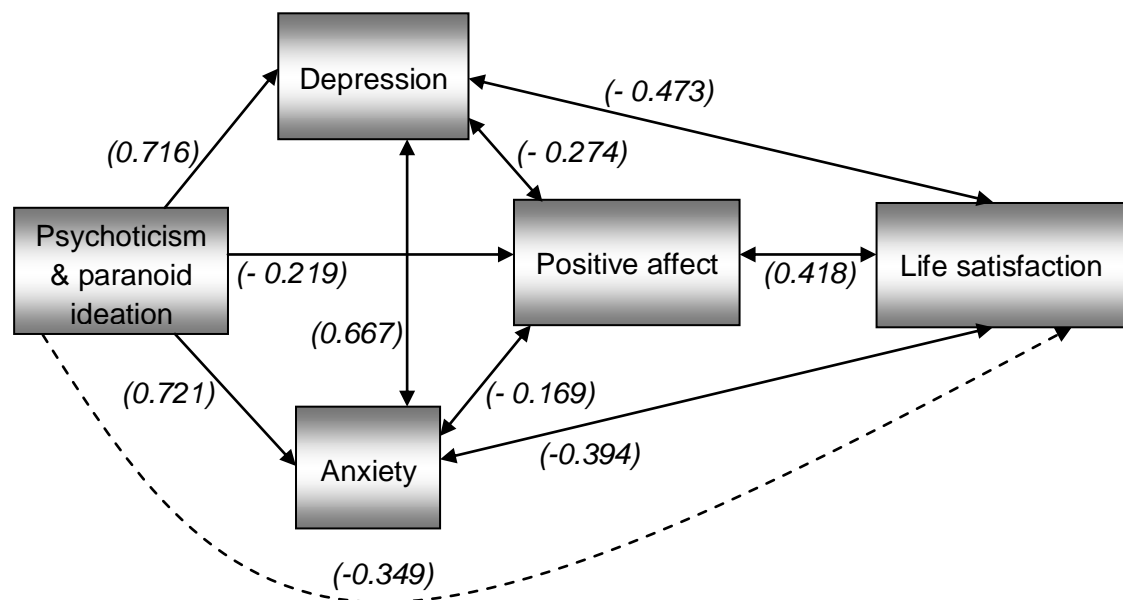 Depression
(- 0.473)
(0.716)
(- 0.274)
Psychoticism
& paranoid
ideation
Positive affect
Life satisfaction
(- 0.219)
(0.418)
(0.667)
(0.721)
(- 0.169)
(-0.394)
Anxiety
(-0.349)